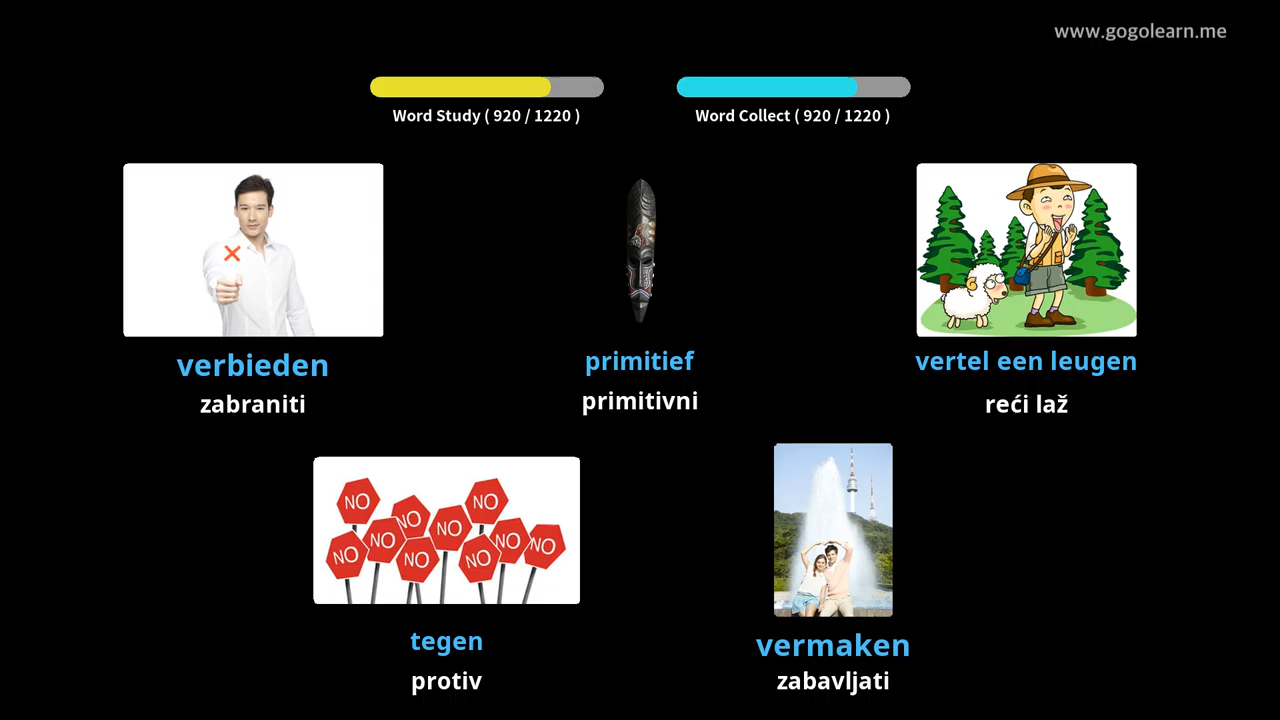 www.gogolearn.me
Word Study ( 920 / 1220 )
Word Collect ( 920 / 1220 )
verbieden
zabraniti
primitief
primitivni
vertel een leugen
reći laž
NO
NO
NO
NO
NO
NO
NO
NO
NO
NO
tegen
protiv
vermaken
zabavljati